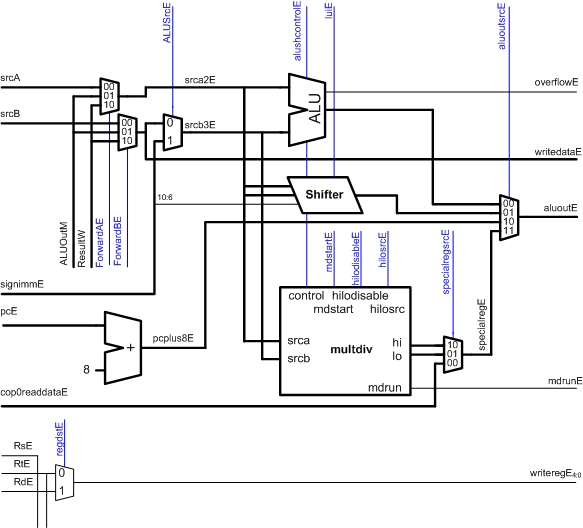 ALUSrcE
alushcontrolE
luiE
aluoutsrcE
srcA
srca2E
overflowE
00
01
10
ALU
srcB
00
01
10
0
1
srcb3E
writedataE
10:6
Shifter
00
01
10
11
aluoutE
ALUOutM
ResultW
ForwardAE
ForwardBE
mdstartE
hilodisableE
hilosrcE
specialregsrcE
signimmE
control hilodisable
mdstart hilosrc
specialregE
pcE
+
pcplus8E
8
srca
srcb
multdiv
hi
lo
10
01
00
mdrun
mdrunE
cop0readdataE
regdstE
RsE
RtE
RdE
0
1
writeregE4:0